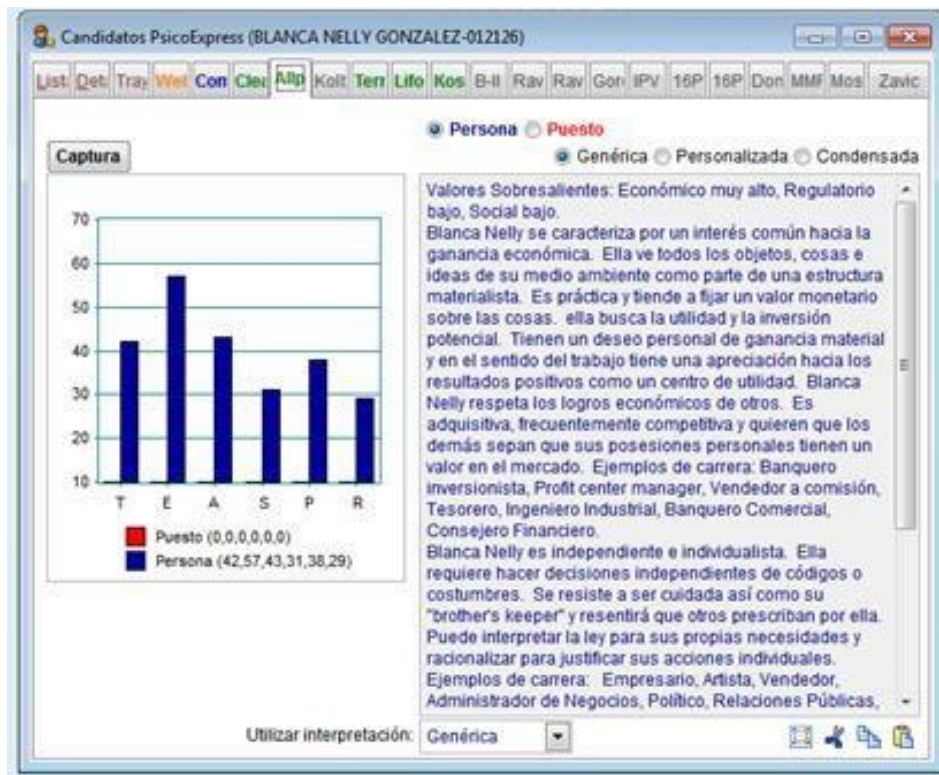 Candidatos PsicoExpress (BLANCA NELLY GONZALEZ-012126)
List Det Tray Wet Con Clea Allp Kolt Terr Lifo Kos B-II Rav Rav Gor IPV 16P 16P Don MMF Mos Zavic
Persona Puesto
Captura
Genérica Personalizada Condensada
Valores Sobresalientes: Económico muy alto, Regulatorio
bajo, Social bajo.
Blanca Nelly se caracteriza por un interés común hacia la
ganancia económica. Ella ve todos los objetos, cosas e
ideas de su medio ambiente como parte de una estructura
materialista. Es práctica y tiende a fijar un valor monetario
sobre las cosas. ella busca la utilidad y la inversión
potencial. Tienen un deseo personal de ganancia material
y en el sentido del trabajo tiene una apreciación hacia los
resultados positivos como un centro de utilidad. Blanca
Nelly respeta los logros económicos de otros. Es
adquisitiva, frecuentemente competitiva y quieren que los
demás sepan que sus posesiones personales tienen un
valor en el mercado. Ejemplos de carrera: Banquero
inversionista, Profit center manager, Vendedor a comisión,
Tesorero, Ingeniero Industrial, Banquero Comercial,
Consejero Financiero.
Blanca Nelly es independiente e individualista. Ella
requiere hacer decisiones independientes de códigos o
costumbres. Se resiste a ser cuidada así como su
"brother's keeper" y resentirá que otros prescriban por ella.
Puede interpretar la ley para sus propias necesidades y
racionalizar para justificar sus acciones individuales.
Ejemplos de carrera: Empresario, Artista, Vendedor,
Administrador de Negocios, Político, Relaciones Públicas,
70
60
50
40
30
20
10
T E A S P R
Puesto (0,0,0,0,0,0)
Persona (42,57,43,31,38,29)
Utilizar interpretación: Genérica